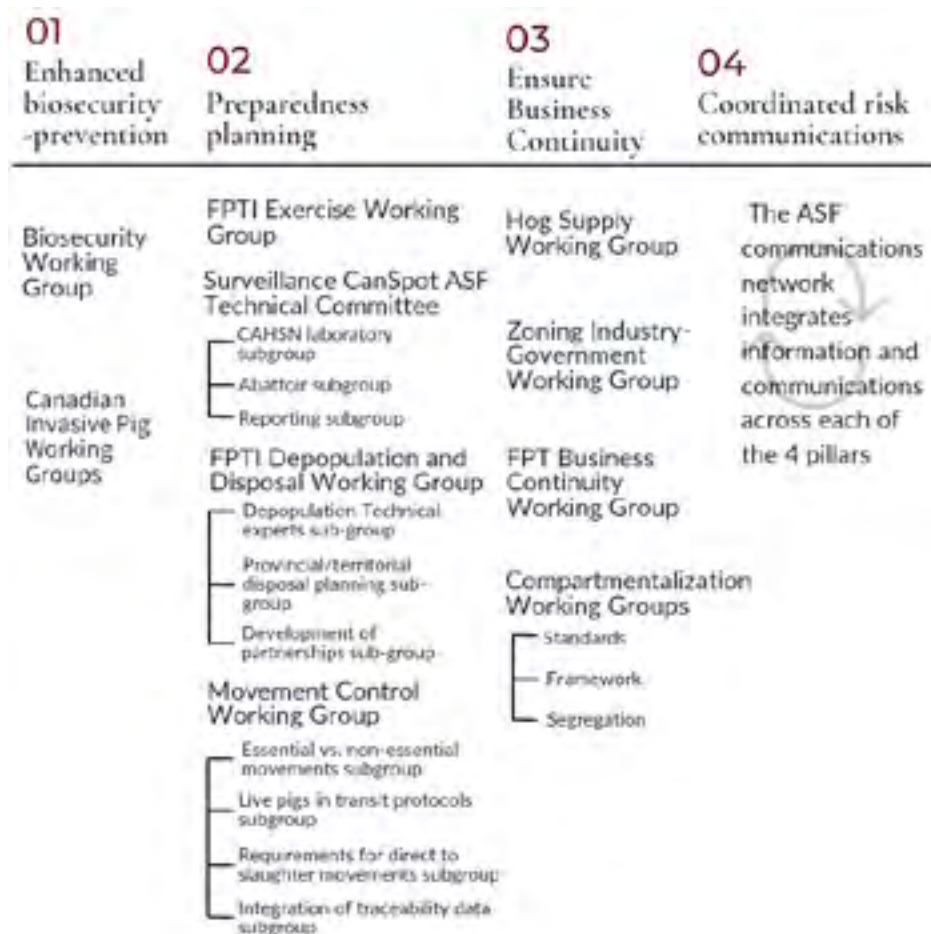 01
Enhanced
biosecurity
-prevention
Biosecurity
Working
Group
Canadian
Invasive Pig
Working
Groups
02
Preparedness
planning
FPTI Exercise Working
Group
Surveillance CanSpot ASF
Technical Committee
CAHSN laboratory
subgroup
Abattoir subgroup
Reporting subgroup
FPTI Depopulation and
Disposal Working Group
Depopulation Technical
experts sub-group
Provincial/territorial
disposal planning sub-
group
Development of
partnerships sub-group
Movement Control
Working Group
Essential vs. non-essential
movements subgroup
Live pigs in transit protocols
subgroup
Requirements for direct to
slaughter movements subgroup
Integration of traceability data
subgroup
03
Ensure
Business
Continuity
Hog Supply
Working Group
Zoning Industry-
Government
Working Group
FPT Business
Continuity
Working Group
Compartmentalization
Working Groups
Standards
Framework
Segregation
04
Coordinated risk
communications
The ASF
communications
network
integrates
information and
communications
across each of
the 4 pillars